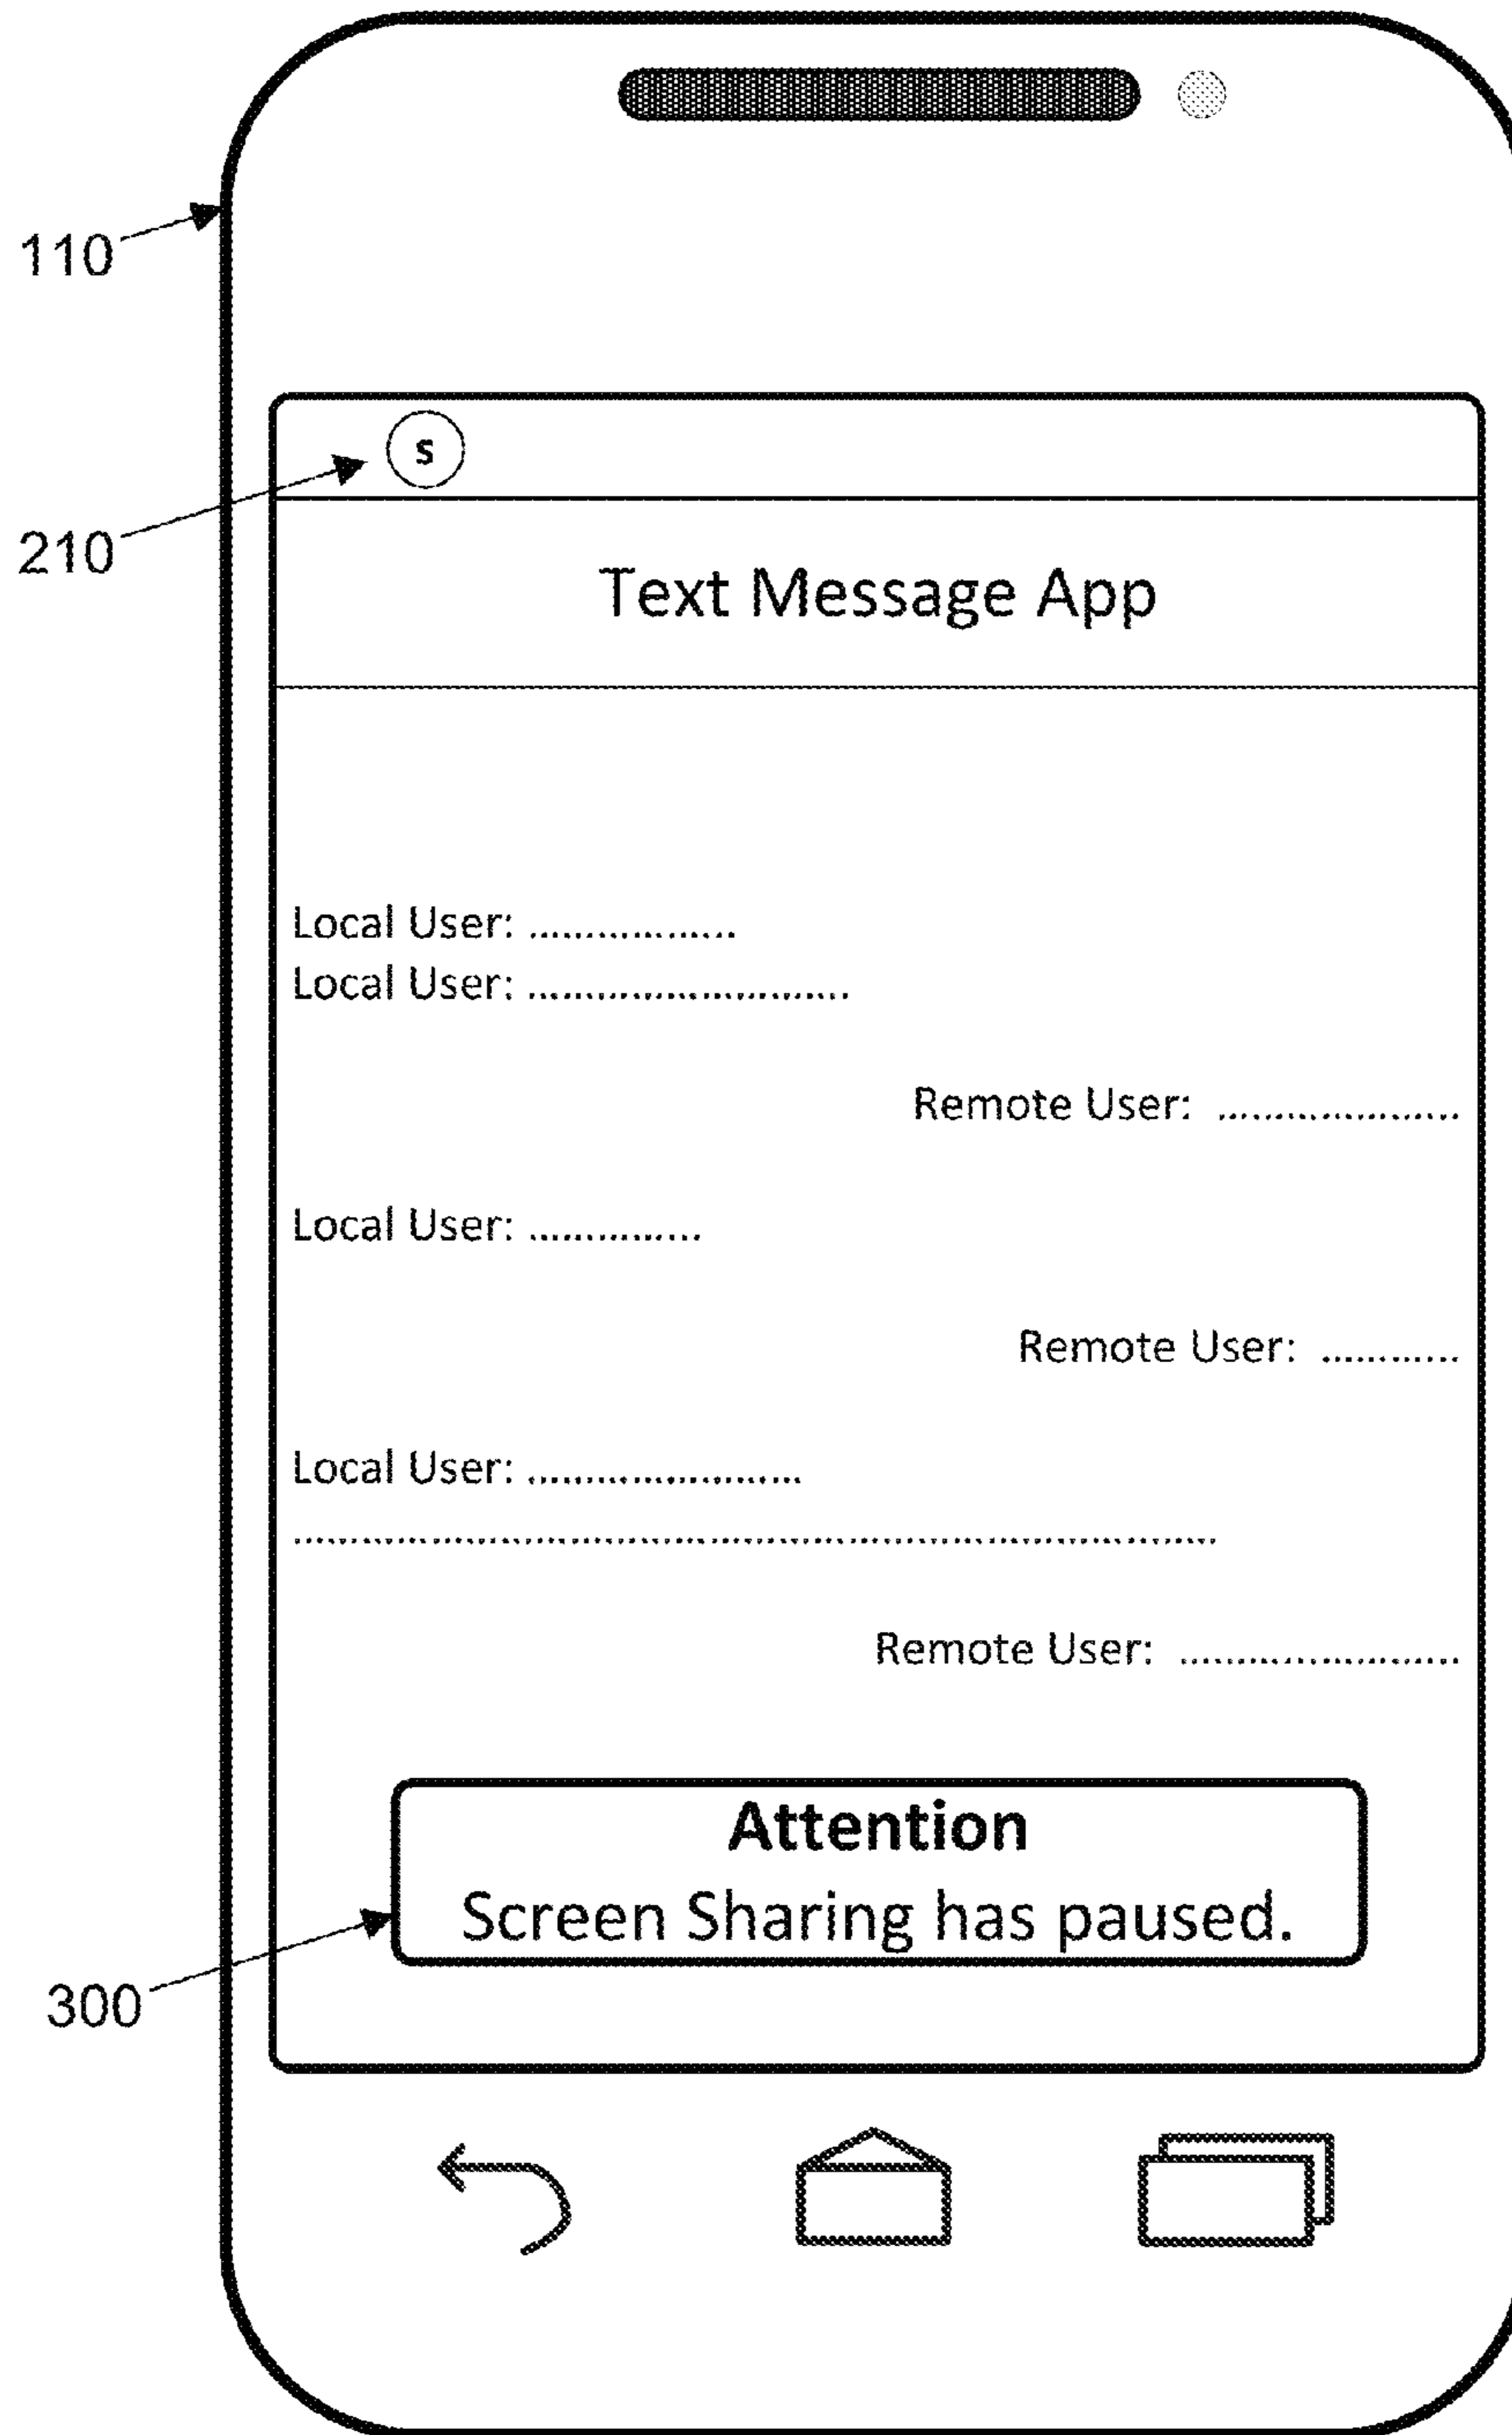 110
S
210
Text Message App
Local User: .................
Local User: ...........................
Remote User: .....................
Local User: ..............
Remote User: ............
Local User: .......................
................................................................................
Remote User: ........................
Attention
Screen Sharing has paused.
300